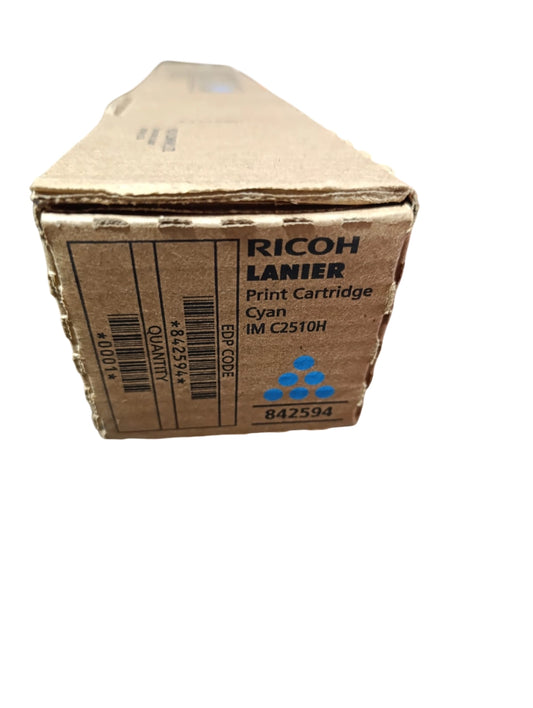 RICOH
LANIER
Print Cartridge
Cyan
IM C2510H
842594
EDP CODE
*842594*
QUANTITY
*0001*